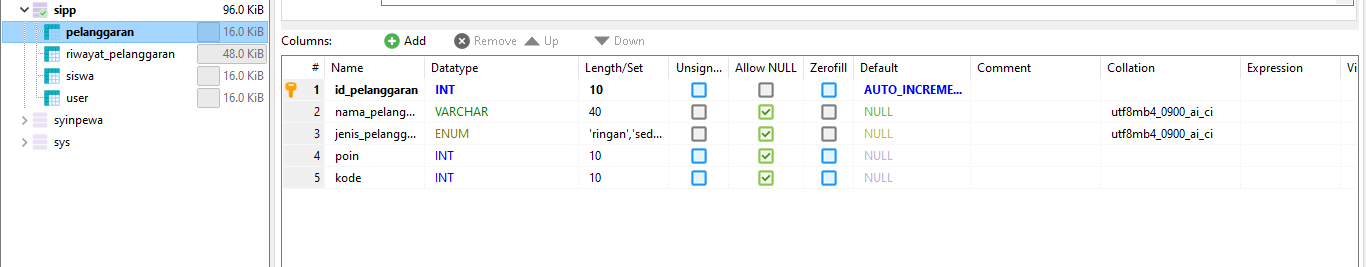 sipp 96.0 KiB
pelanggaran 16.0 KiB
riwayat_pelanggaran 48.0 KiB
siswa 16.0 KiB
user 16.0 KiB
syinpewa
sys
Columns: Add Remove Up Down
# Name Datatype Length/Set Unsign... Allow NULL Zerofill Default Comment Collation Expression Vi
1 id_pelanggaran INT 10 AUTO_INCREME...
2 nama_pelang... VARCHAR 40 NULL utf8mb4_0900_ai_ci
3 jenis_pelangg... ENUM 'ringan','sed... NULL utf8mb4_0900_ai_ci
4 poin INT 10 NULL
5 kode INT 10 NULL